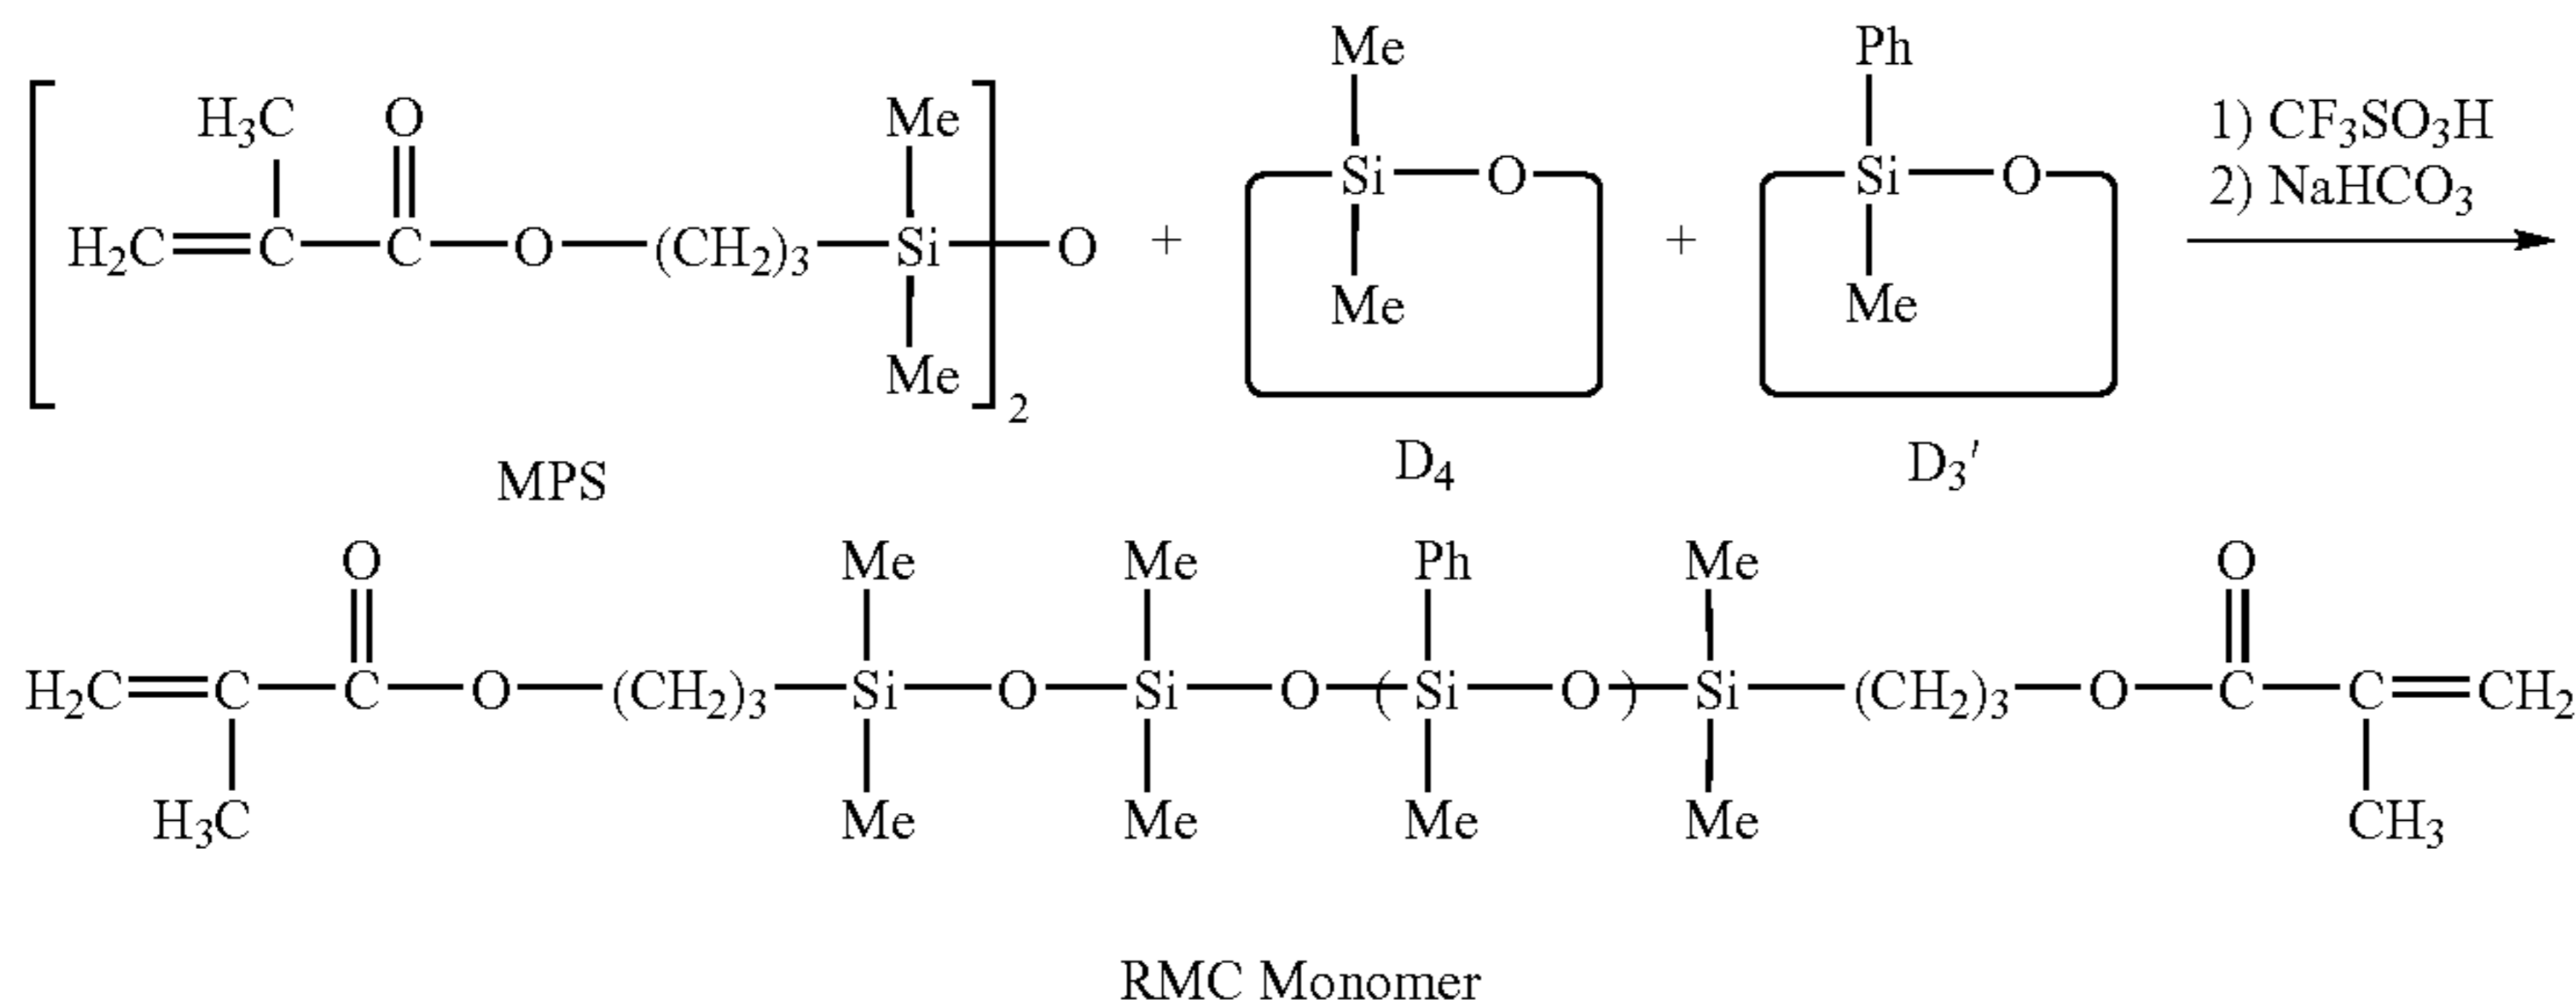 Me Ph
H₃C O Me 1) CF₃SO₃H
Si O Si O 2) NaHCO₃
H₂C C C O (CH₂)₃ Si O + +
Me Me
Me 2
D₄ D₃′
MPS
O Me Me Ph Me O
H₂C C C O (CH₂)₃ Si O Si O ( Si O ) Si (CH₂)₃ O C C CH₂
H₃C Me Me Me Me CH₃
RMC Monomer